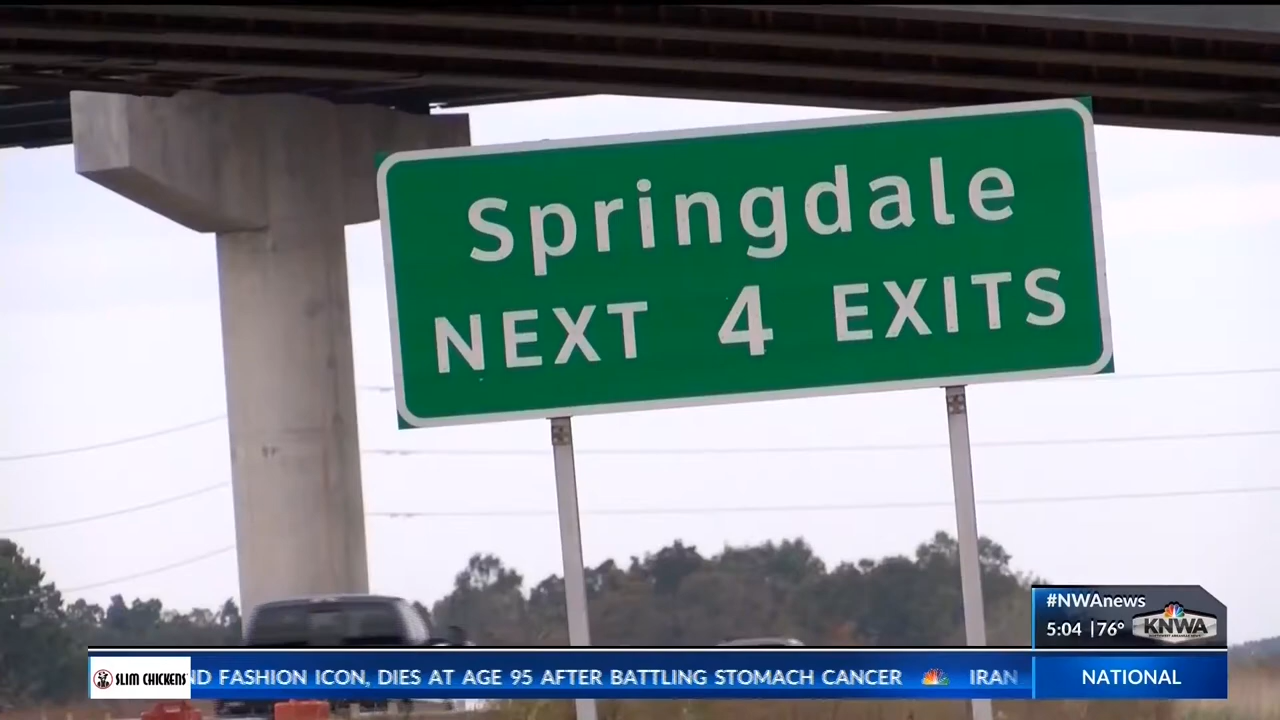 Springdale
NEXT 4 EXITS
#NWAnews
5:04 | 76°
KNWA
SLIM CHICKENS
ND FASHION ICON, DIES AT AGE 95 AFTER BATTLING STOMACH CANCER IRAN
NATIONAL